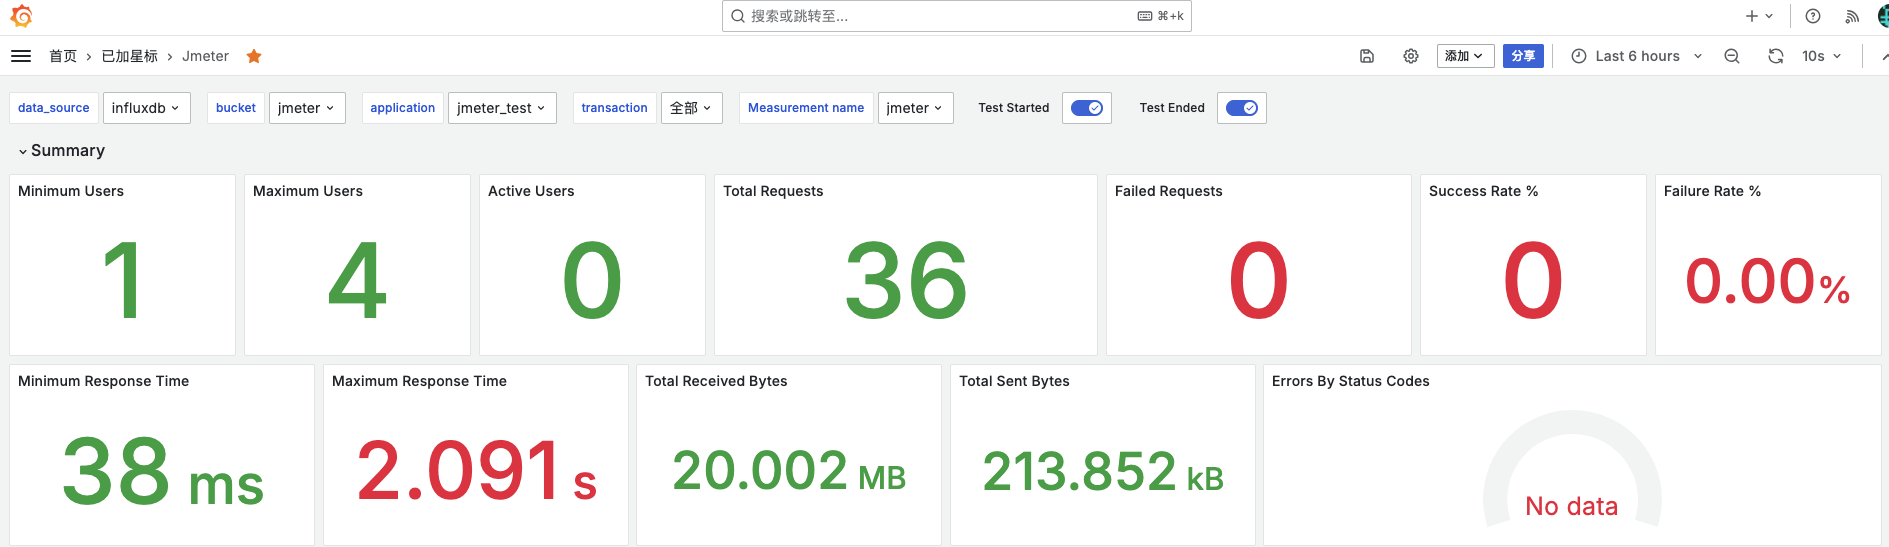 搜索或跳转至... ⌘+k
首页 › 已加星标 › Jmeter 添加 分享 Last 6 hours 10s
data_source influxdb bucket jmeter application jmeter_test transaction 全部 Measurement name jmeter Test Started Test Ended
Summary
Minimum Users Maximum Users Active Users Total Requests Failed Requests Success Rate % Failure Rate %
1 4 0 36 0 0 0.00%
Minimum Response Time Maximum Response Time Total Received Bytes Total Sent Bytes Errors By Status Codes
38 ms 2.091 s 20.002 MB 213.852 kB No data